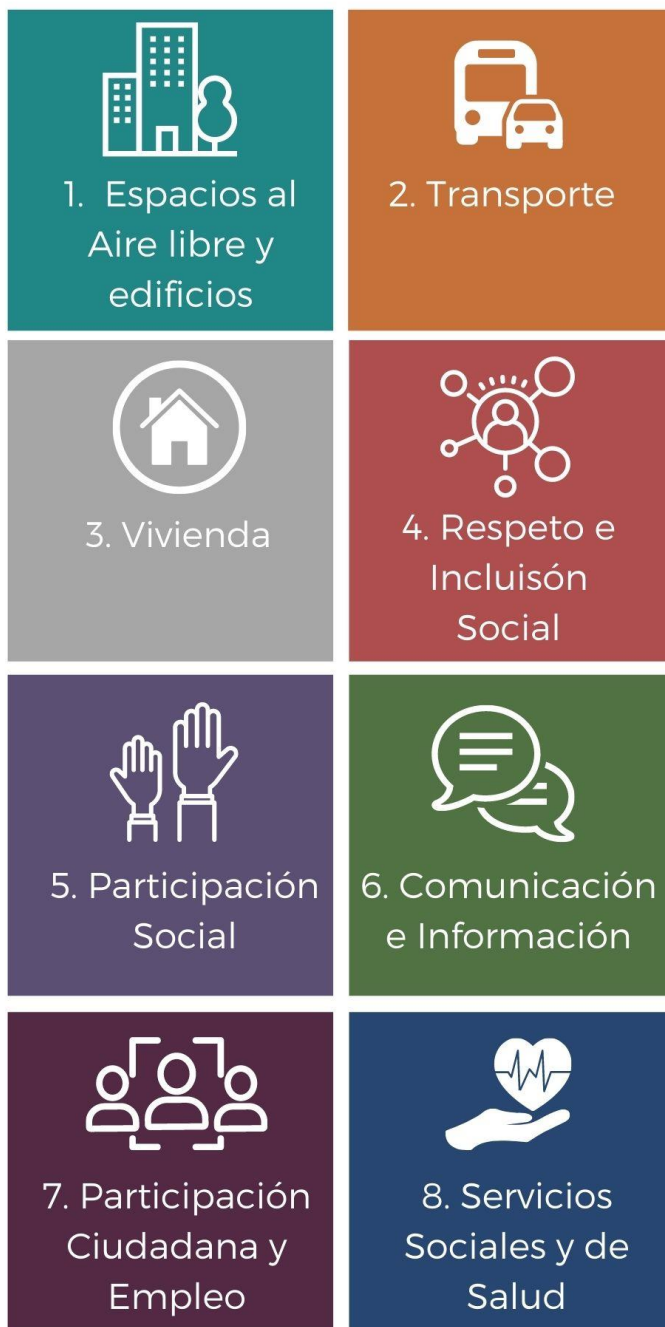 1. Espacios al
Aire libre y
edificios
2. Transporte
3. Vivienda
4. Respeto e
Incluisón
Social
5. Participación
Social
6. Comunicación
e Información
7. Participación
Ciudadana y
Empleo
8. Servicios
Sociales y de
Salud